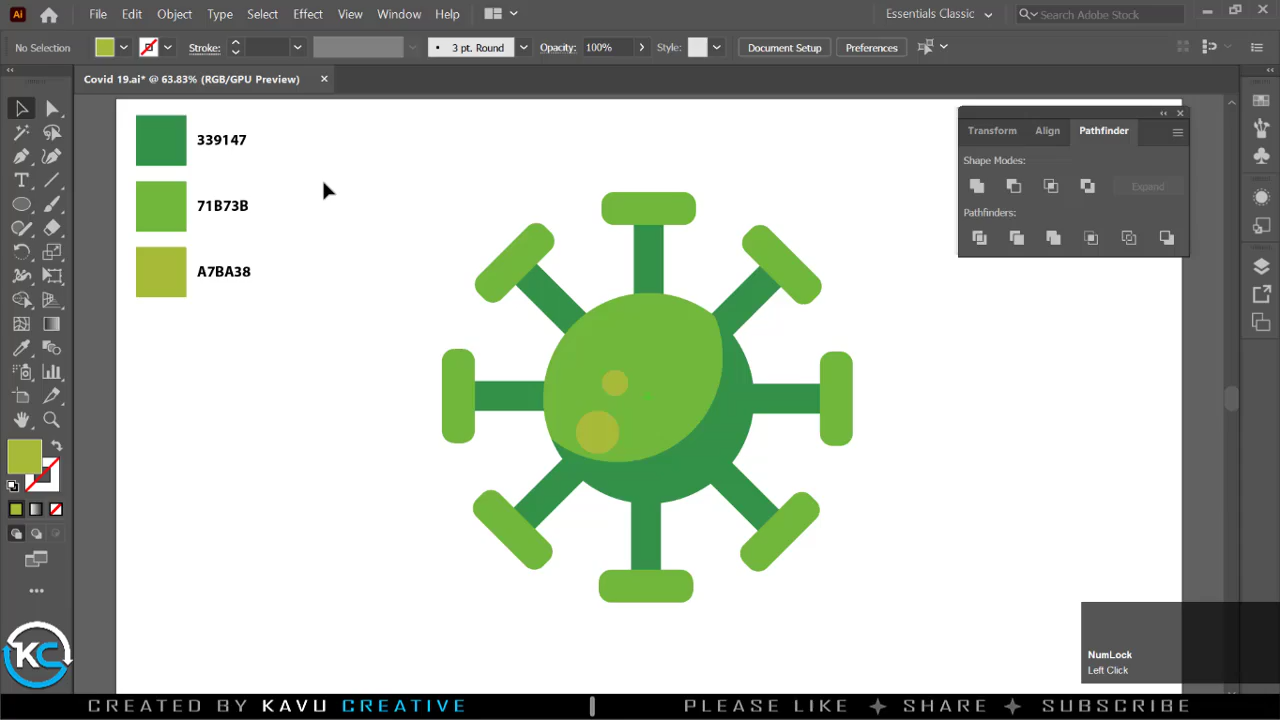 Ai File Edit Object Type Select Effect View Window Help Essentials Classic Search Adobe Stock
No Selection Stroke: 3 pt. Round Opacity: 100% Style: Document Setup Preferences
Covid 19.ai* @ 63.83% (RGB/GPU Preview)
339147
71B73B
A7BA38
Transform Align Pathfinder
Shape Modes:
Expand
Pathfinders:
NumLock
Left Click
KC
CREATED BY KAVU CREATIVE PLEASE LIKE SHARE SUBSCRIBE